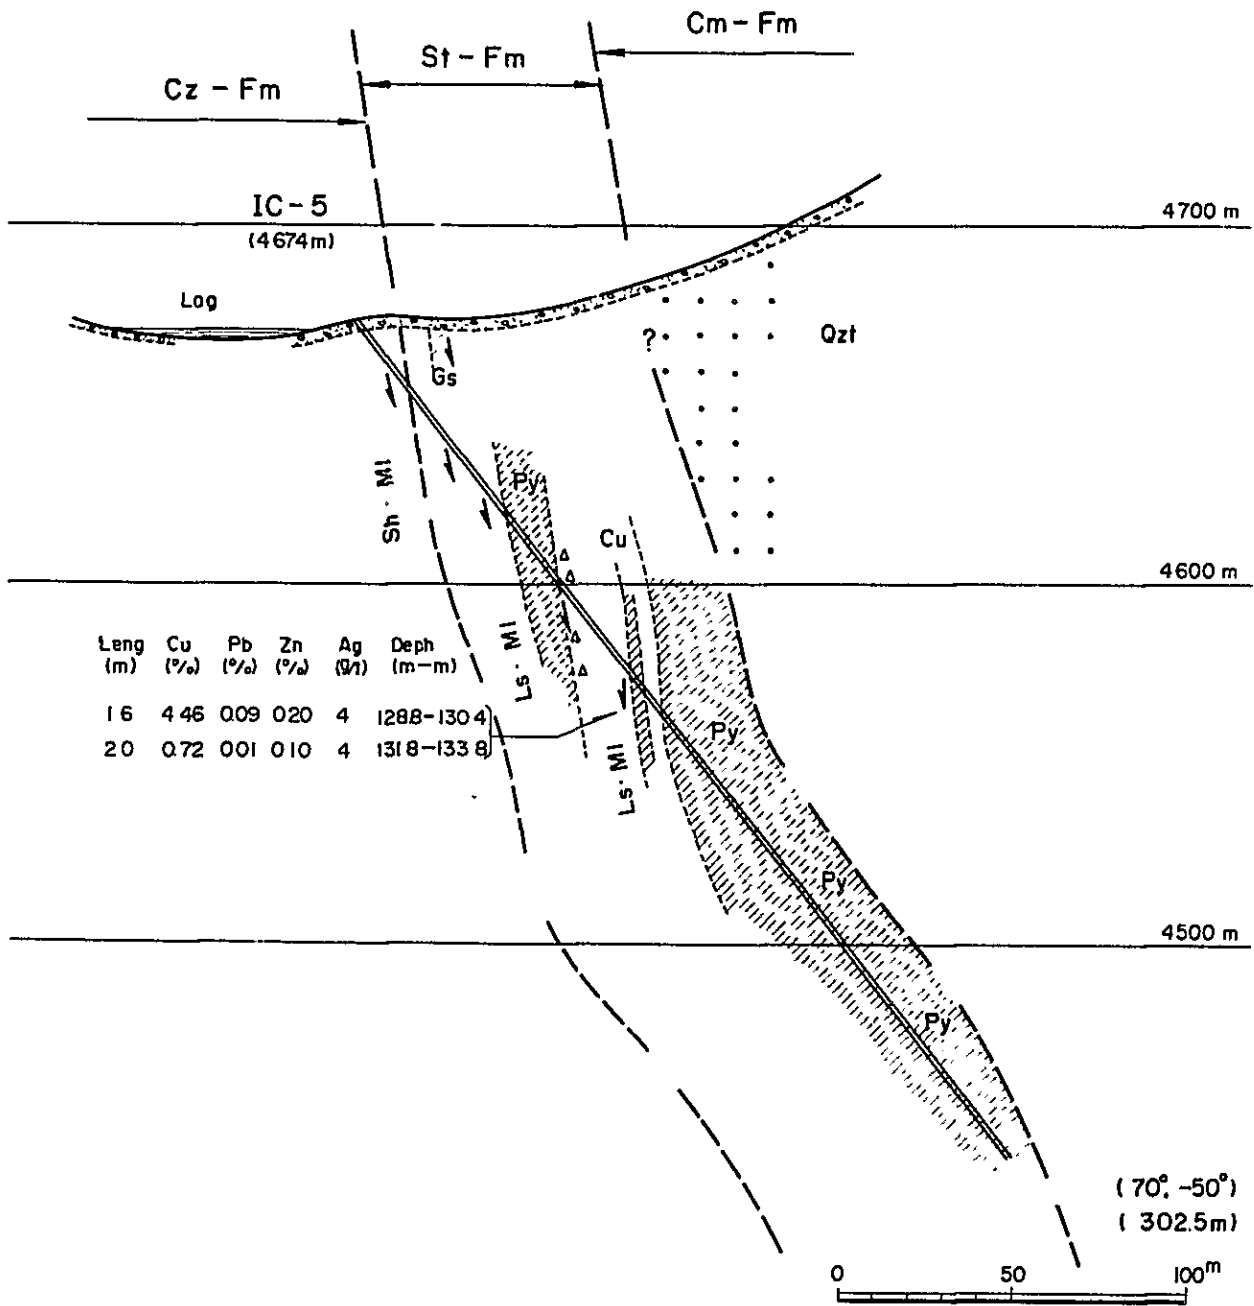 Cm - Fm
St - Fm
Cz - Fm
IC - 5
(4674m)
4700 m
Lag
Qzt
?
Gs
Sh · Ml
Py
Cu
4600 m
Leng Cu Pb Zn Ag Deph
(m) (%) (%) (%) (g/t) (m-m)
1 6 4 46 0.09 0 20 4 128.8-130 4
2 0 0.72 0 01 0 10 4 131 8-133 8
Ls · Ml
Ls · Ml
Py
Py
4500 m
Py
(70°, -50°)
( 302.5m)
0 50 100m